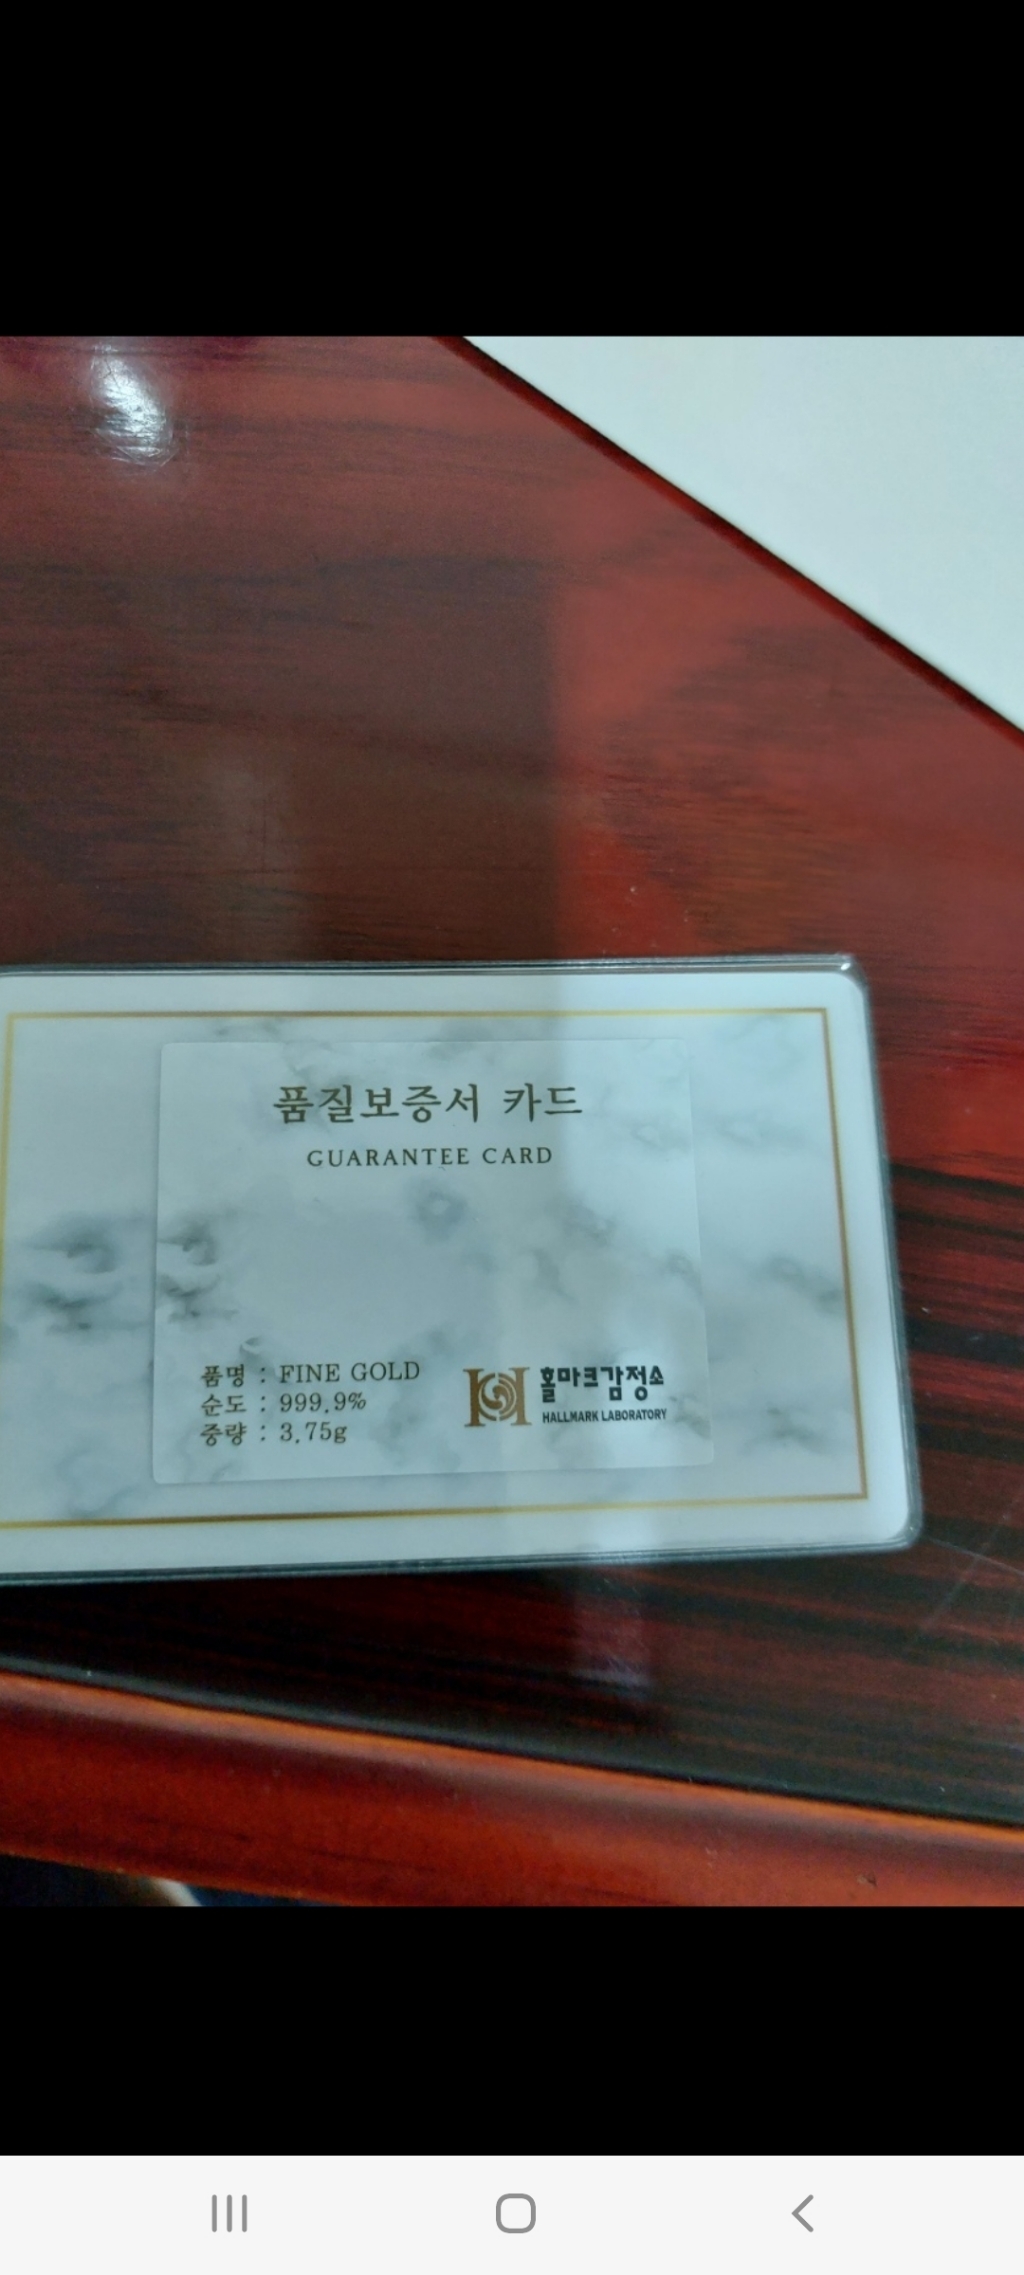 품질보증서 카드
GUARANTEE CARD
품명 : FINE GOLD
순도 : 999.9%
중량 : 3.75g
홀마크감정소
HALLMARK LABORATORY